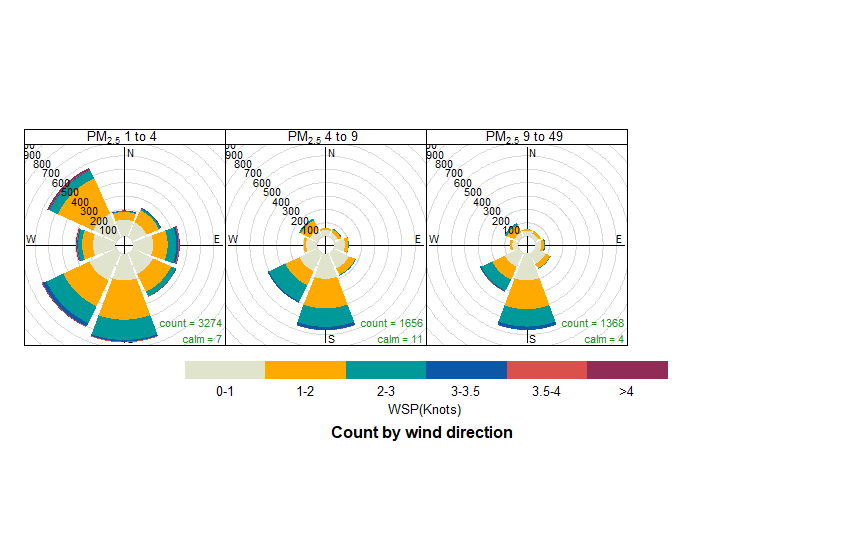 PM2.5 1 to 4
PM2.5 4 to 9
PM2.5 9 to 49
900
800
700
600
500
400
300
200
100
N
W
E
count = 3274
calm = 7
900
800
700
600
500
400
300
200
100
N
W
E
S
count = 1656
calm = 11
900
800
700
600
500
400
300
200
100
N
W
E
S
count = 1368
calm = 4
0-1 1-2 2-3 3-3.5 3.5-4 >4
WSP(Knots)
Count by wind direction